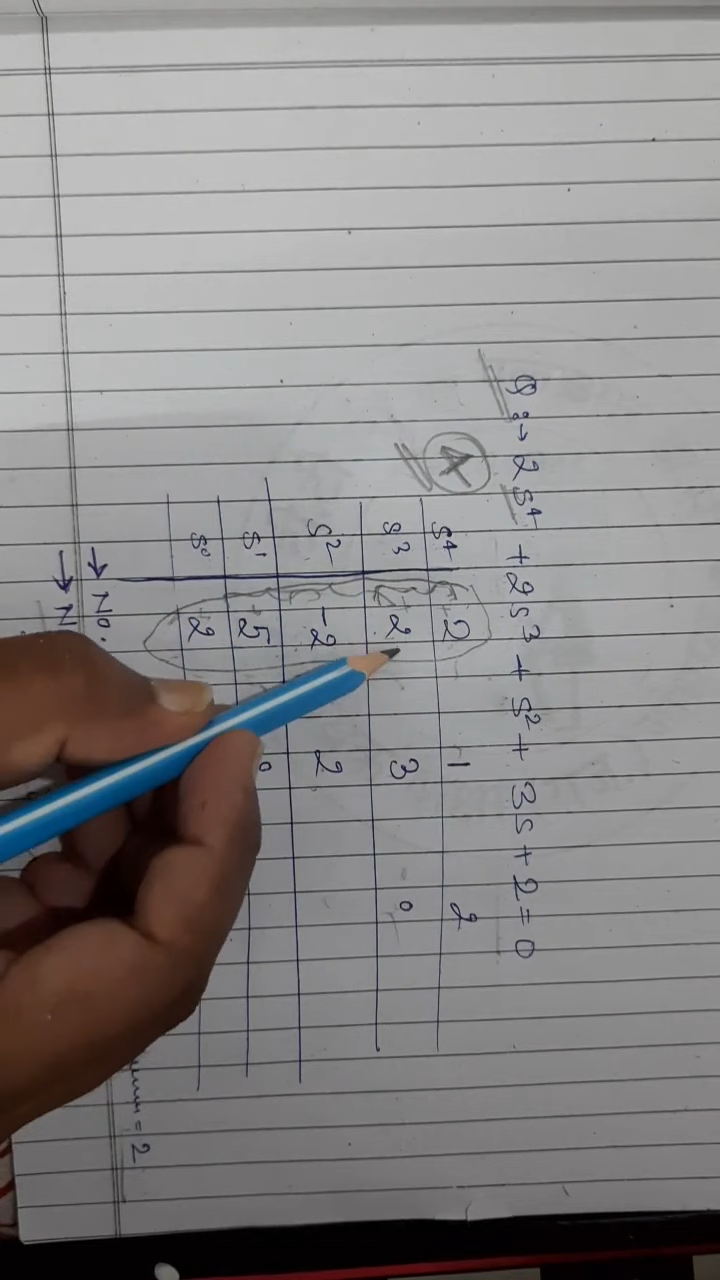 Q:→ 2s⁴ + 2s³ + s² + 3s + 2 = 0
A
s⁴ +2 1 2
s³ +2 3 0
s² -2 2
s¹ +5 0
s⁰ +2
→ No.
→ N
= 2